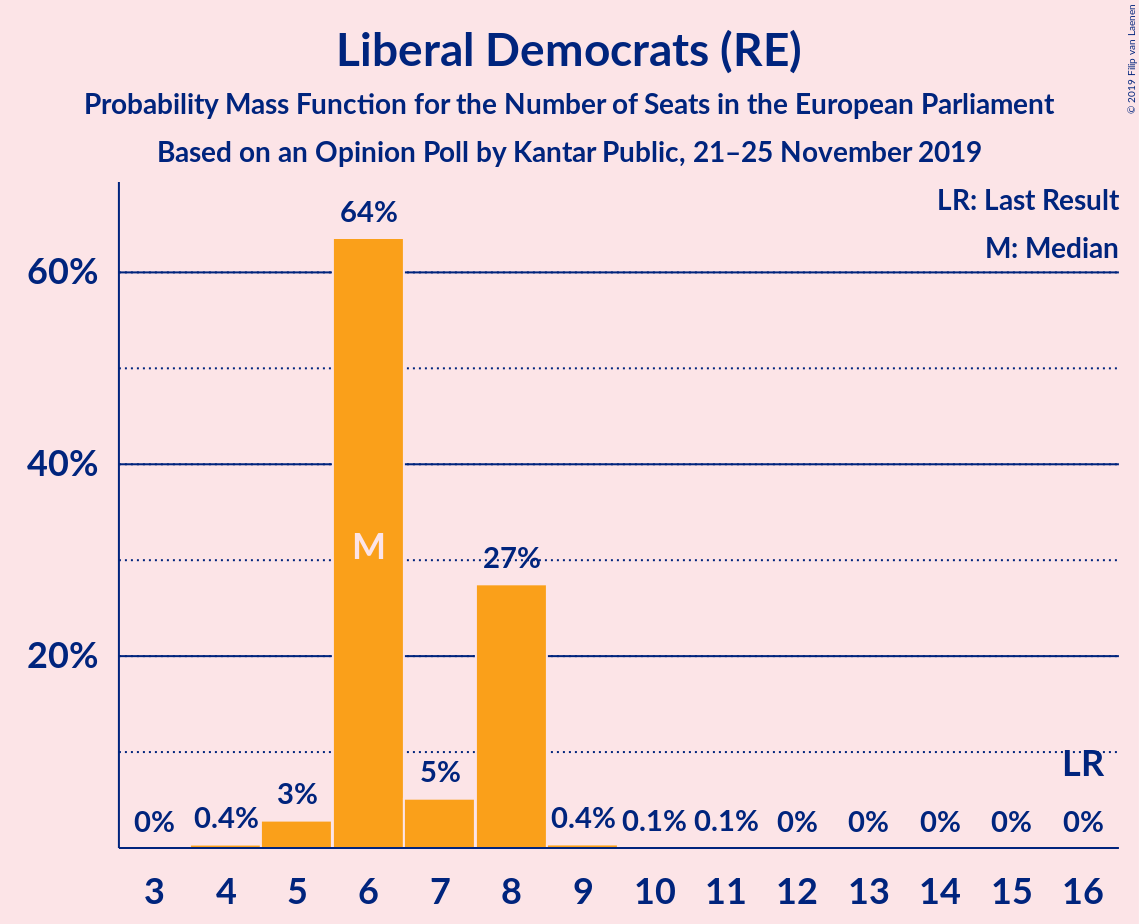 Liberal Democrats (RE)
Probability Mass Function for the Number of Seats in the European Parliament
Based on an Opinion Poll by Kantar Public, 21–25 November 2019
© 2019 Filip van Laenen
LR: Last Result
M: Median
60%
40%
20%
0%
0.4%
3%
64%
M
5%
27%
0.4%
0.1%
0.1%
0%
0%
0%
0%
0%
LR
3 4 5 6 7 8 9 10 11 12 13 14 15 16